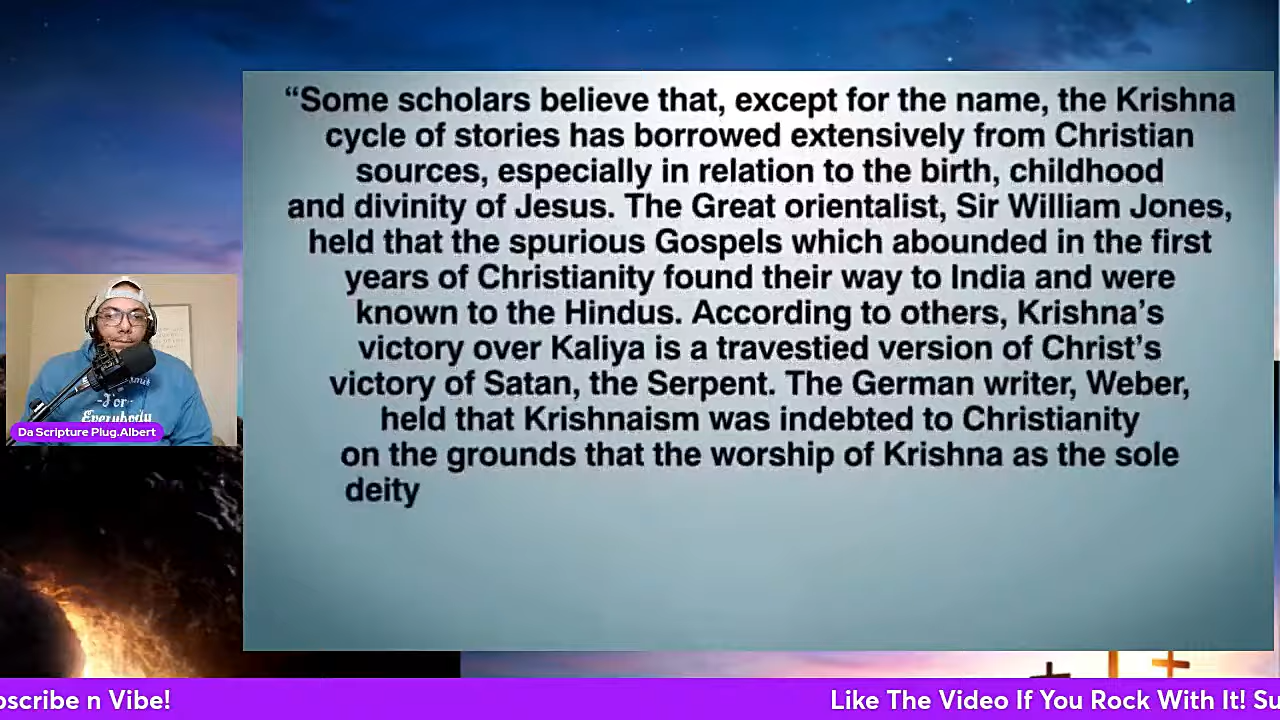 “Some scholars believe that, except for the name, the Krishna
cycle of stories has borrowed extensively from Christian
sources, especially in relation to the birth, childhood
and divinity of Jesus. The Great orientalist, Sir William Jones,
held that the spurious Gospels which abounded in the first
years of Christianity found their way to India and were
known to the Hindus. According to others, Krishna’s
victory over Kaliya is a travestied version of Christ’s
victory of Satan, the Serpent. The German writer, Weber,
held that Krishnaism was indebted to Christianity
on the grounds that the worship of Krishna as the sole
deity
-For-
Everybody
Da Scripture Plug.Albert
bscribe n Vibe!
Like The Video If You Rock With It! Su